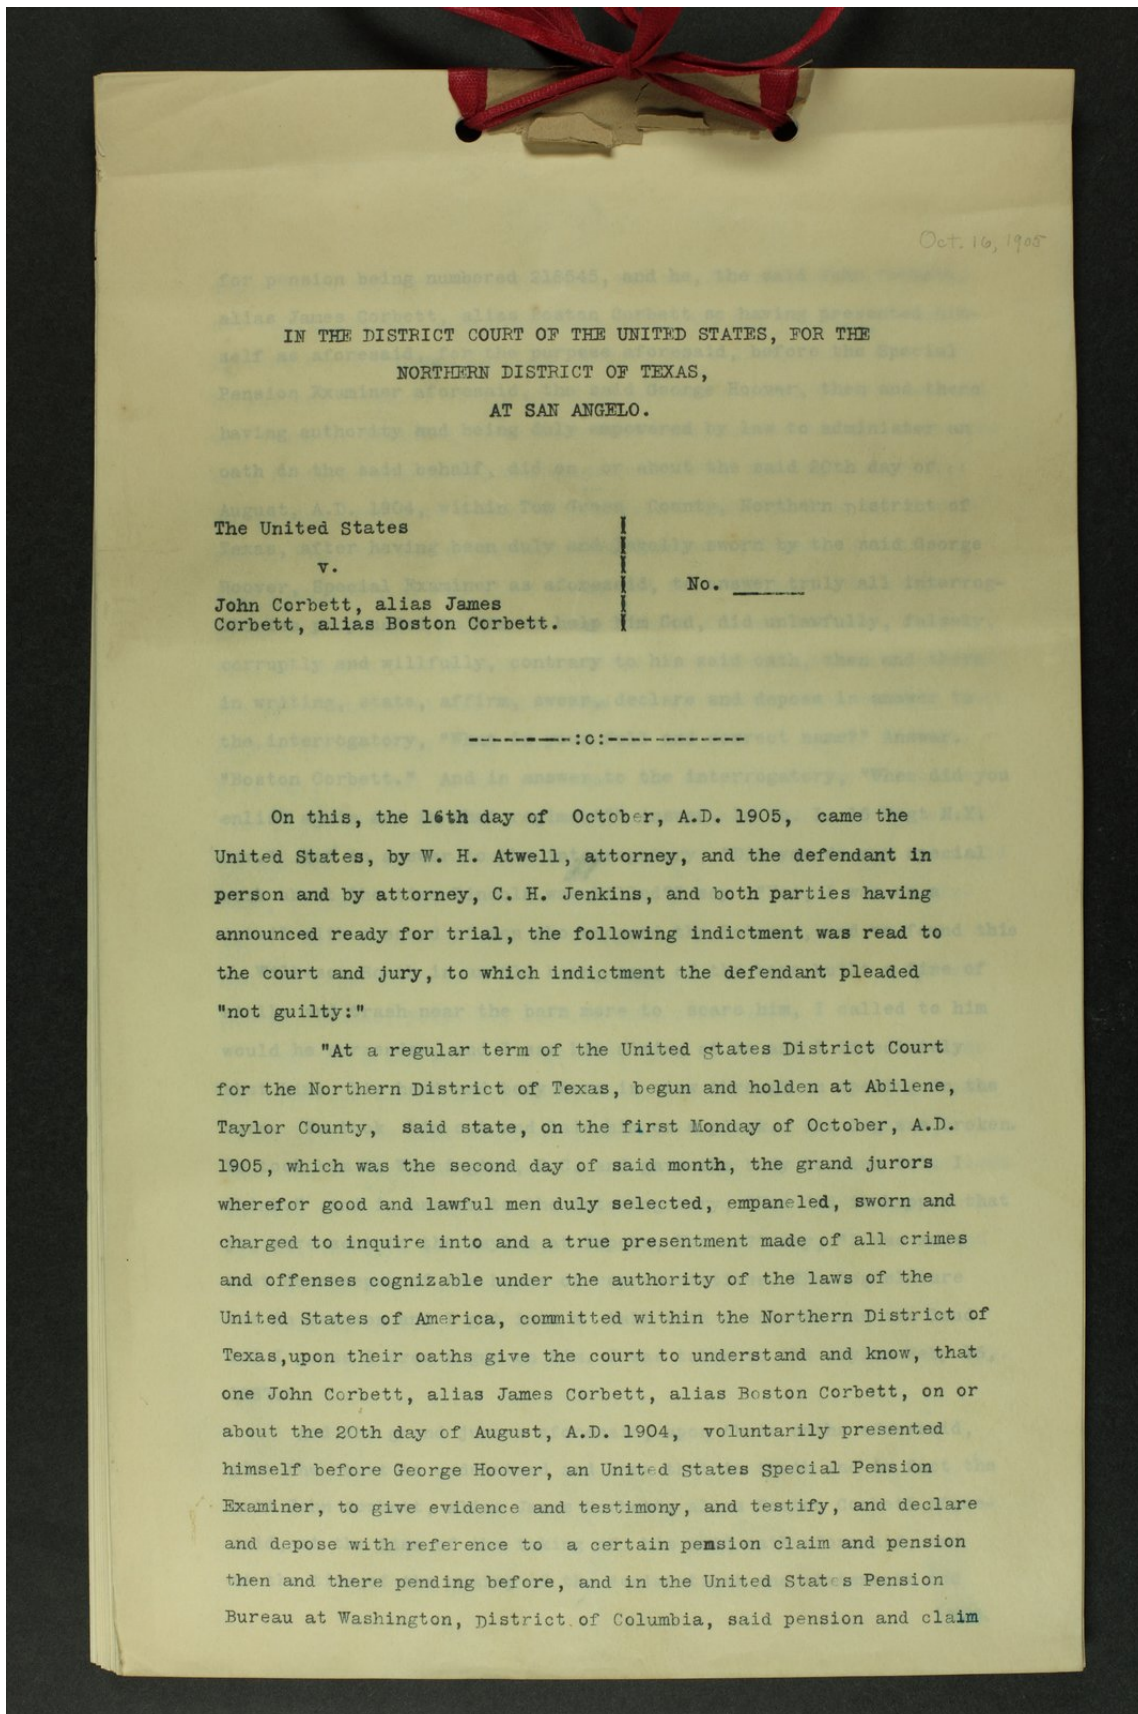 Oct. 16, 1905
IN THE DISTRICT COURT OF THE UNITED STATES, FOR THE
NORTHERN DISTRICT OF TEXAS,
AT SAN ANGELO.
The United States
v.
No. ______
John Corbett, alias James
Corbett, alias Boston Corbett.
----------:o:-------------
On this, the 16th day of October, A.D. 1905, came the
United States, by W. H. Atwell, attorney, and the defendant in
person and by attorney, C. H. Jenkins, and both parties having
announced ready for trial, the following indictment was read to
the court and jury, to which indictment the defendant pleaded
"not guilty:"
"At a regular term of the United States District Court
for the Northern District of Texas, begun and holden at Abilene,
Taylor County, said state, on the first Monday of October, A.D.
1905, which was the second day of said month, the grand jurors
wherefor good and lawful men duly selected, empaneled, sworn and
charged to inquire into and a true presentment made of all crimes
and offenses cognizable under the authority of the laws of the
United States of America, committed within the Northern District of
Texas,upon their oaths give the court to understand and know, that
one John Corbett, alias James Corbett, alias Boston Corbett, on or
about the 20th day of August, A.D. 1904, voluntarily presented
himself before George Hoover, an United States Special Pension
Examiner, to give evidence and testimony, and testify, and declare
and depose with reference to a certain pension claim and pension
then and there pending before, and in the United States Pension
Bureau at Washington, District of Columbia, said pension and claim